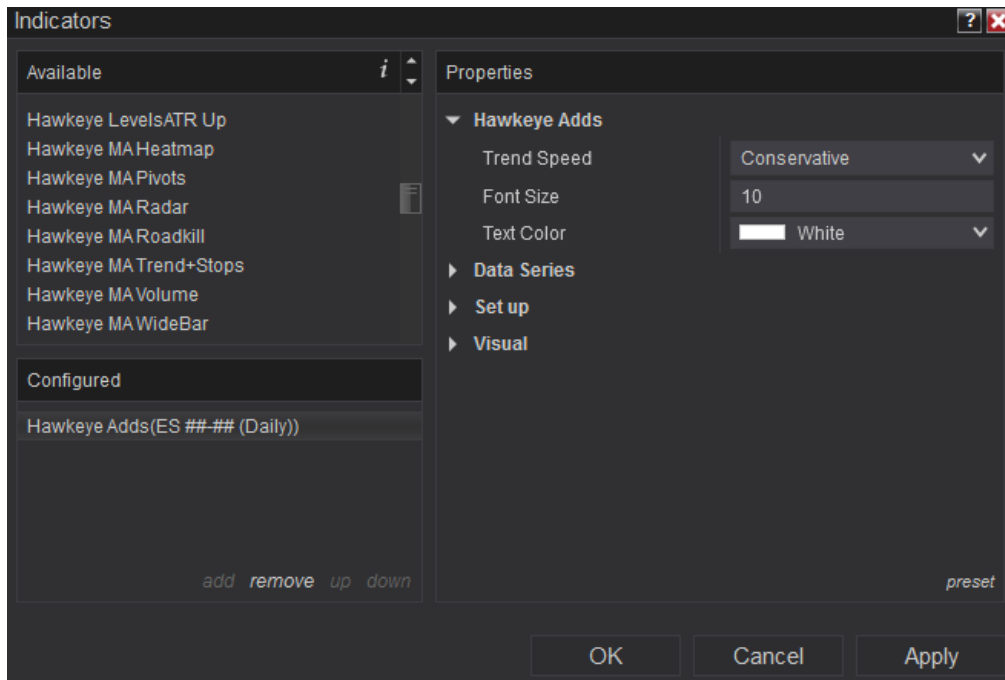 Indicators
?
Available
i
Hawkeye LevelsATR Up
Hawkeye MA Heatmap
Hawkeye MA Pivots
Hawkeye MA Radar
Hawkeye MA Roadkill
Hawkeye MA Trend+Stops
Hawkeye MA Volume
Hawkeye MA WideBar
Configured
Hawkeye Adds(ES ##-## (Daily))
add remove up down
Properties
Hawkeye Adds
Trend Speed Conservative
Font Size 10
Text Color White
Data Series
Set up
Visual
preset
OK Cancel Apply